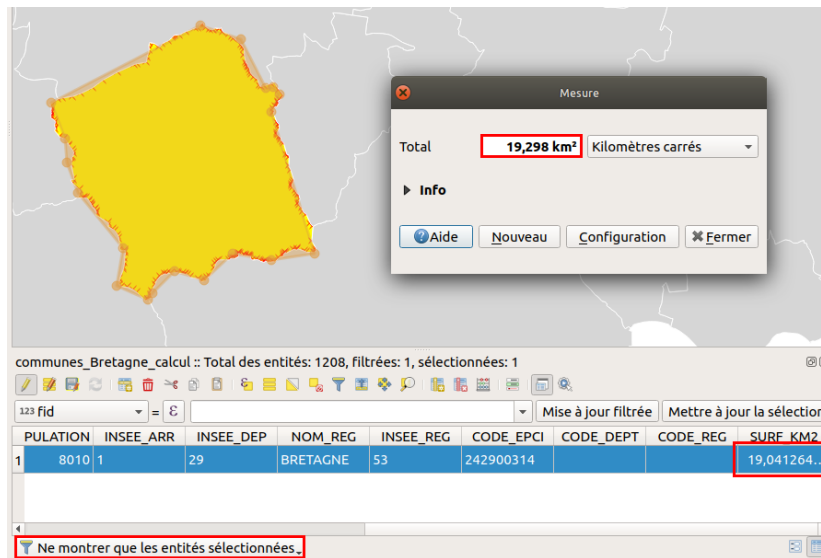 Mesure
Total 19,298 km² Kilomètres carrés
Info
Aide Nouveau Configuration Fermer
communes_Bretagne_calcul :: Total des entités: 1208, filtrées: 1, sélectionnées: 1
123 fid = ε Mise à jour filtrée Mettre à jour la sélection
PULATION INSEE_ARR INSEE_DEP NOM_REG INSEE_REG CODE_EPCI CODE_DEPT CODE_REG SURF_KM2
1 8010 1 29 BRETAGNE 53 242900314 19,041264...
Ne montrer que les entités sélectionnées